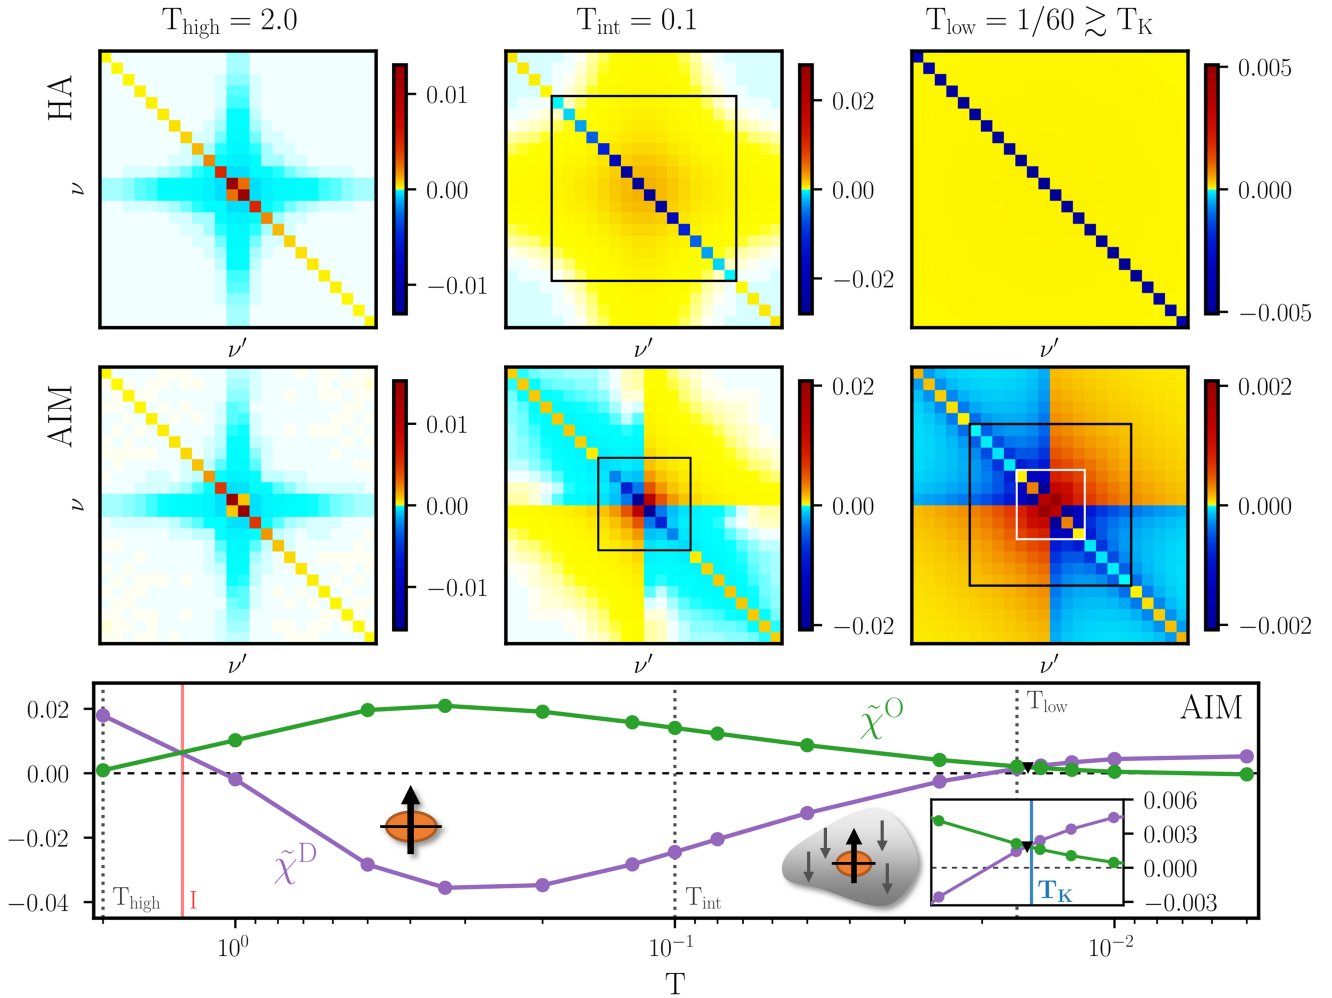 T_high = 2.0
T_int = 0.1
T_low = 1/60 ≳ T_K
HA
ν
0.01
0.00
−0.01
ν′
0.02
0.00
−0.02
ν′
0.005
0.000
−0.005
ν′
AIM
ν
0.01
0.00
−0.01
ν′
0.02
0.00
−0.02
ν′
0.002
0.000
−0.002
ν′
0.02
0.00
−0.02
−0.04
χ̃^O
T_low
AIM
χ̃^D
T_high
I
T_int
0.006
0.003
0.000
−0.003
T_K
10^0
10^−1
10^−2
T